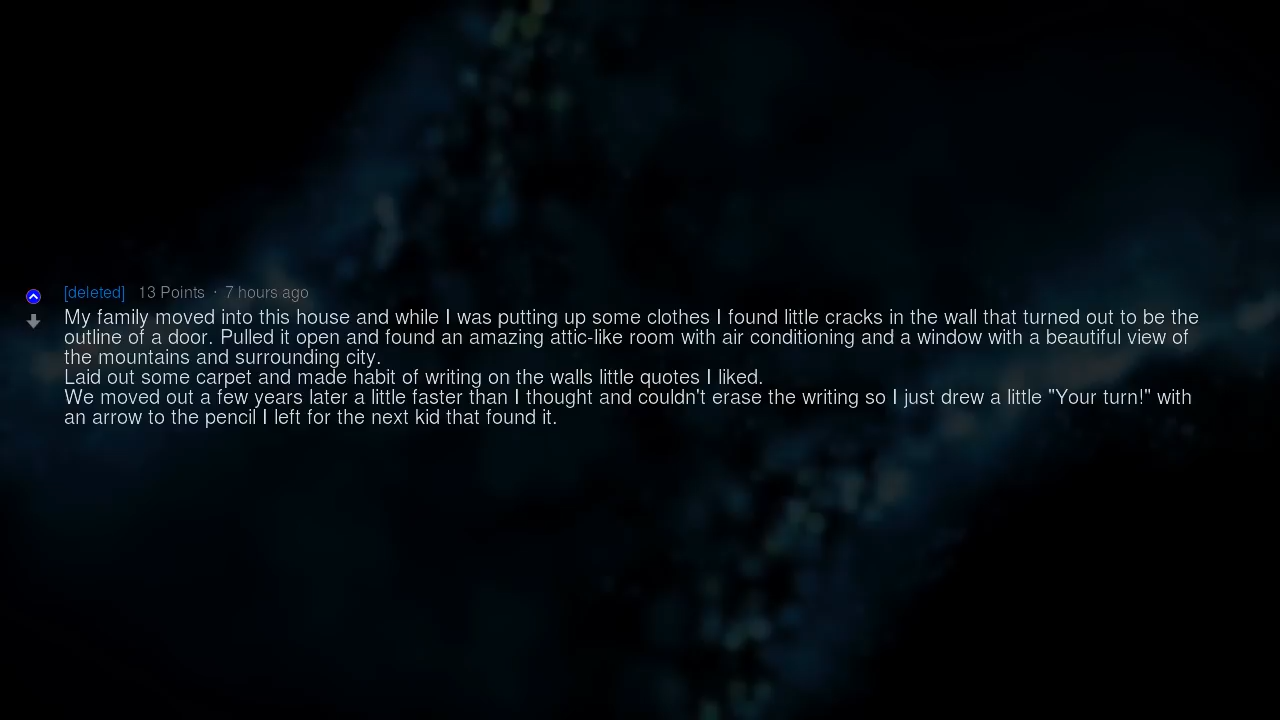 [deleted] 13 Points · 7 hours ago
My family moved into this house and while I was putting up some clothes I found little cracks in the wall that turned out to be the
outline of a door. Pulled it open and found an amazing attic-like room with air conditioning and a window with a beautiful view of
the mountains and surrounding city.
Laid out some carpet and made habit of writing on the walls little quotes I liked.
We moved out a few years later a little faster than I thought and couldn't erase the writing so I just drew a little "Your turn!" with
an arrow to the pencil I left for the next kid that found it.